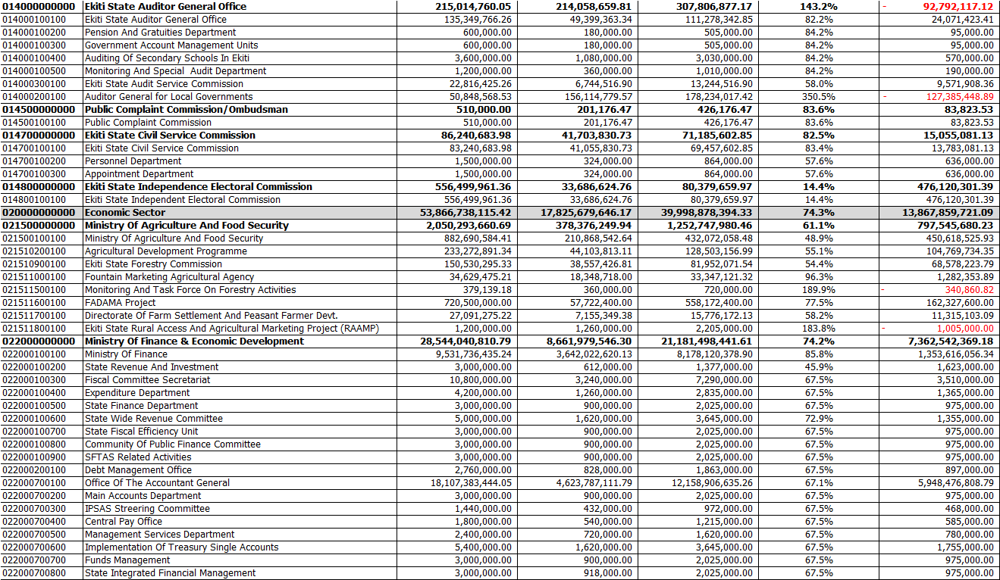 014000000000 Ekiti State Auditor General Office 215,014,760.05 214,058,659.81 307,806,877.17 143.2% - 92,792,117.12
014000100100 Ekiti State Auditor General Office 135,349,766.26 49,399,363.34 111,278,342.85 82.2% 24,071,423.41
014000100200 Pension And Gratuities Department 600,000.00 180,000.00 505,000.00 84.2% 95,000.00
014000100300 Government Account Management Units 600,000.00 180,000.00 505,000.00 84.2% 95,000.00
014000100400 Auditing Of Secondary Schools In Ekiti 3,600,000.00 1,080,000.00 3,030,000.00 84.2% 570,000.00
014000100500 Monitoring And Special Audit Department 1,200,000.00 360,000.00 1,010,000.00 84.2% 190,000.00
014000300100 Ekiti State Audit Service Commission 22,816,425.26 6,744,516.90 13,244,516.90 58.0% 9,571,908.36
014000200100 Auditor General for Local Governments 50,848,568.53 156,114,779.57 178,234,017.42 350.5% - 127,385,448.89
014500000000 Public Complaint Commission/Ombudsman 510,000.00 201,176.47 426,176.47 83.6% 83,823.53
014500100100 Public Complaint Commission 510,000.00 201,176.47 426,176.47 83.6% 83,823.53
014700000000 Ekiti State Civil Service Commission 86,240,683.98 41,703,830.73 71,185,602.85 82.5% 15,055,081.13
014700100100 Ekiti State Civil Service Commission 83,240,683.98 41,055,830.73 69,457,602.85 83.4% 13,783,081.13
014700100200 Personnel Department 1,500,000.00 324,000.00 864,000.00 57.6% 636,000.00
014700100300 Appointment Department 1,500,000.00 324,000.00 864,000.00 57.6% 636,000.00
014800000000 Ekiti State Independence Electoral Commission 556,499,961.36 33,686,624.76 80,379,659.97 14.4% 476,120,301.39
014800100100 Ekiti State Independent Electoral Commission 556,499,961.36 33,686,624.76 80,379,659.97 14.4% 476,120,301.39
020000000000 Economic Sector 53,866,738,115.42 17,825,679,646.17 39,998,878,394.33 74.3% 13,867,859,721.09
021500000000 Ministry Of Agriculture And Food Security 2,050,293,660.69 378,376,249.94 1,252,747,980.46 61.1% 797,545,680.23
021500100100 Ministry Of Agriculture And Food Security 882,690,584.41 210,868,542.64 432,072,058.48 48.9% 450,618,525.93
021510200100 Agricultural Development Programme 233,272,891.34 44,103,813.11 128,503,156.99 55.1% 104,769,734.35
021510900100 Ekiti State Forestry Commission 150,530,295.33 38,557,426.81 81,952,071.54 54.4% 68,578,223.79
021511000100 Fountain Marketing Agricultural Agency 34,629,475.21 18,348,718.00 33,347,121.32 96.3% 1,282,353.89
021511500100 Monitoring And Task Force On Forestry Activities 379,139.18 360,000.00 720,000.00 189.9% - 340,860.82
021511600100 FADAMA Project 720,500,000.00 57,722,400.00 558,172,400.00 77.5% 162,327,600.00
021511700100 Directorate Of Farm Settlement And Peasant Farmer Devt. 27,091,275.22 7,155,349.38 15,776,172.13 58.2% 11,315,103.09
021511800100 Ekiti State Rural Access And Agricultural Marketing Project (RAAMP) 1,200,000.00 1,260,000.00 2,205,000.00 183.8% - 1,005,000.00
022000000000 Ministry Of Finance & Economic Development 28,544,040,810.79 8,661,979,546.30 21,181,498,441.61 74.2% 7,362,542,369.18
022000100100 Ministry Of Finance 9,531,736,435.24 3,642,022,620.13 8,178,120,378.90 85.8% 1,353,616,056.34
022000100200 State Revenue And Investment 3,000,000.00 612,000.00 1,377,000.00 45.9% 1,623,000.00
022000100300 Fiscal Committee Secretariat 10,800,000.00 3,240,000.00 7,290,000.00 67.5% 3,510,000.00
022000100400 Expenditure Department 4,200,000.00 1,260,000.00 2,835,000.00 67.5% 1,365,000.00
022000100500 State Finance Department 3,000,000.00 900,000.00 2,025,000.00 67.5% 975,000.00
022000100600 State Wide Revenue Committee 5,000,000.00 1,620,000.00 3,645,000.00 72.9% 1,355,000.00
022000100700 State Fiscal Efficiency Unit 3,000,000.00 900,000.00 2,025,000.00 67.5% 975,000.00
022000100800 Community Of Public Finance Committee 3,000,000.00 900,000.00 2,025,000.00 67.5% 975,000.00
022000100900 SFTAS Related Activities 3,000,000.00 900,000.00 2,025,000.00 67.5% 975,000.00
022000200100 Debt Management Office 2,760,000.00 828,000.00 1,863,000.00 67.5% 897,000.00
022000700100 Office Of The Accountant General 18,107,383,444.05 4,623,787,111.79 12,158,906,635.26 67.1% 5,948,476,808.79
022000700200 Main Accounts Department 3,000,000.00 900,000.00 2,025,000.00 67.5% 975,000.00
022000700300 IPSAS Streering Coommittee 1,440,000.00 432,000.00 972,000.00 67.5% 468,000.00
022000700400 Central Pay Office 1,800,000.00 540,000.00 1,215,000.00 67.5% 585,000.00
022000700500 Management Services Department 2,400,000.00 720,000.00 1,620,000.00 67.5% 780,000.00
022000700600 Implementation Of Treasury Single Accounts 5,400,000.00 1,620,000.00 3,645,000.00 67.5% 1,755,000.00
022000700700 Funds Management 3,000,000.00 900,000.00 2,025,000.00 67.5% 975,000.00
022000700800 State Integrated Financial Management 3,000,000.00 918,000.00 2,025,000.00 67.5% 975,000.00